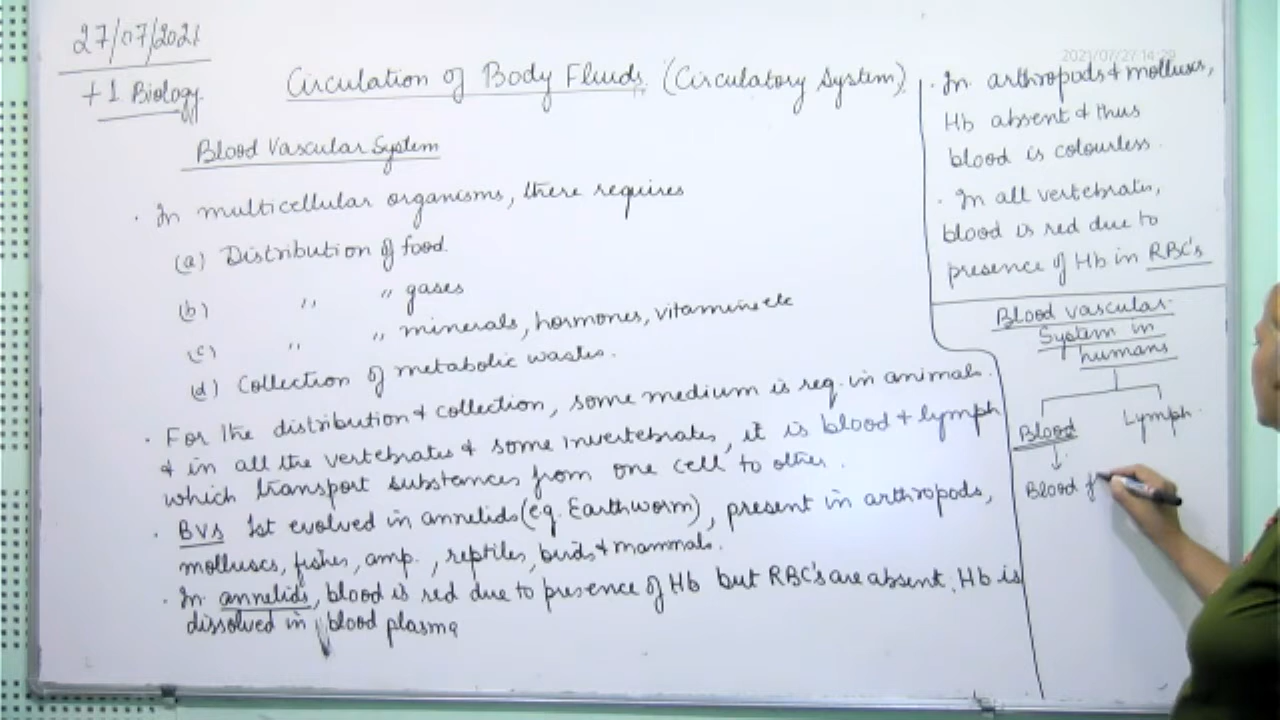 27/07/2021
+1 Biology
Circulation of Body Fluids (Circulatory System)
Blood Vascular System
. In multicellular organisms, there requires
(a) Distribution of food.
(b) " " gases
(c) " " minerals, hormones, vitamins etc
(d) Collection of metabolic wastes.
. For the distribution & collection, some medium is req. in animals.
& in all the vertebrates & some invertebrates, it is blood & lymph
which transport substances from one cell to other.
. BVS 1st evolved in annelids (eg. Earthworm), present in arthropods,
molluscs, fishes, amp., reptiles, birds & mammals.
. In annelids, blood is red due to presence of Hb but RBC's are absent. Hb is
dissolved in blood plasma
2021/07/27 14:29
. In arthropods & molluscs,
Hb absent & thus
blood is colourless.
. In all vertebrates,
blood is red due to
presence of Hb in RBC's
Blood vascular
System in
humans
Blood
Lymph.
Blood